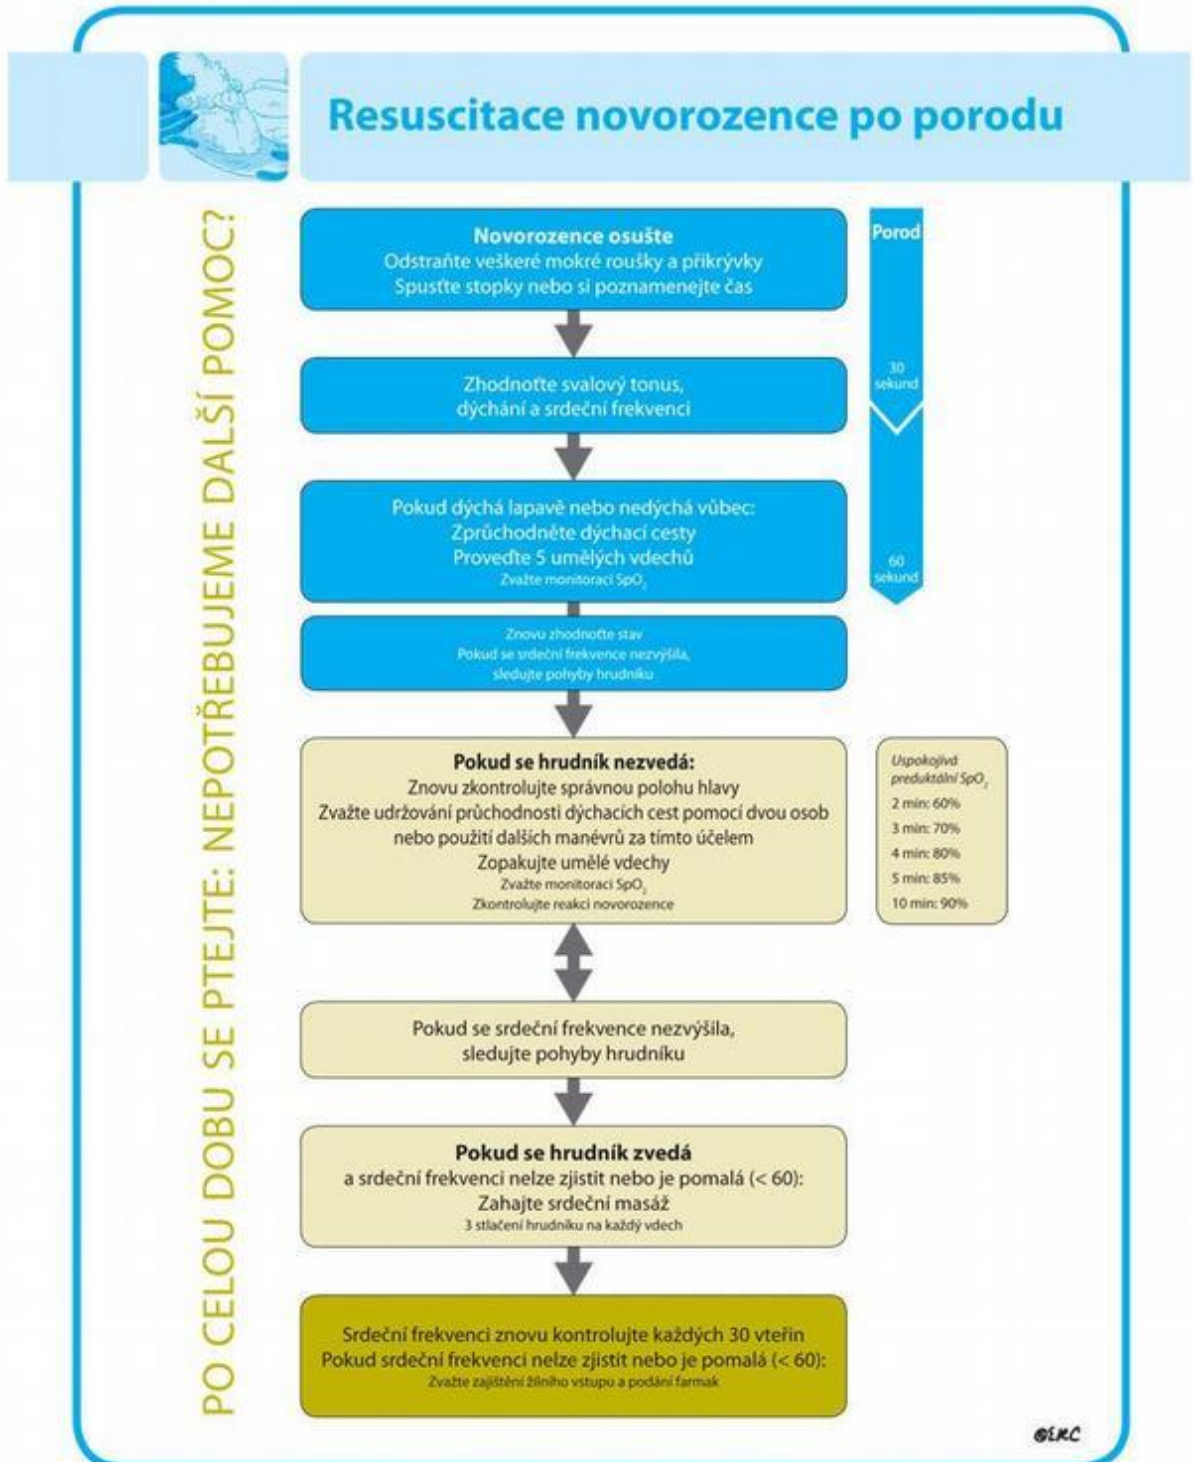 Resuscitace novorozence po porodu
PO CELOU DOBU SE PTEJTE: NEPOTŘEBUJEME DALŠÍ POMOC?
Novorozence osušte
Odstraňte veškeré mokré roušky a přikrývky
Spusťte stopky nebo si poznamenejte čas
Porod
30
sekund
Zhodnoťte svalový tonus,
dýchání a srdeční frekvenci
Pokud dýchá lapavě nebo nedýchá vůbec:
Zprůchodněte dýchací cesty
Proveďte 5 umělých vdechů
Zvažte monitoraci SpO₂
60
sekund
Znovu zhodnoťte stav
Pokud se srdeční frekvence nezvýšila,
sledujte pohyby hrudníku
Pokud se hrudník nezvedá:
Znovu zkontrolujte správnou polohu hlavy
Zvažte udržování průchodnosti dýchacích cest pomocí dvou osob
nebo použití dalších manévrů za tímto účelem
Zopakujte umělé vdechy
Zvažte monitoraci SpO₂
Zkontrolujte reakci novorozence
Uspokojivá
preduktální SpO₂
2 min: 60%
3 min: 70%
4 min: 80%
5 min: 85%
10 min: 90%
Pokud se srdeční frekvence nezvýšila,
sledujte pohyby hrudníku
Pokud se hrudník zvedá
a srdeční frekvenci nelze zjistit nebo je pomalá (< 60):
Zahajte srdeční masáž
3 stlačení hrudníku na každý vdech
Srdeční frekvenci znovu kontrolujte každých 30 vteřin
Pokud srdeční frekvenci nelze zjistit nebo je pomalá (< 60):
Zvažte zajištění žilního vstupu a podání farmak
©ERC